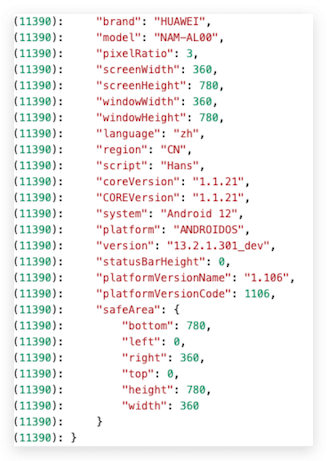 (11390):     "brand": "HUAWEI",
(11390):     "model": "NAM-AL00",
(11390):     "pixelRatio": 3,
(11390):     "screenWidth": 360,
(11390):     "screenHeight": 780,
(11390):     "windowWidth": 360,
(11390):     "windowHeight": 780,
(11390):     "language": "zh",
(11390):     "region": "CN",
(11390):     "script": "Hans",
(11390):     "coreVersion": "1.1.21",
(11390):     "COREVersion": "1.1.21",
(11390):     "system": "Android 12",
(11390):     "platform": "ANDROIDOS",
(11390):     "version": "13.2.1.301_dev",
(11390):     "statusBarHeight": 0,
(11390):     "platformVersionName": "1.106",
(11390):     "platformVersionCode": 1106,
(11390):     "safeArea": {
(11390):         "bottom": 780,
(11390):         "left": 0,
(11390):         "right": 360,
(11390):         "top": 0,
(11390):         "height": 780,
(11390):         "width": 360
(11390):     }
(11390): }